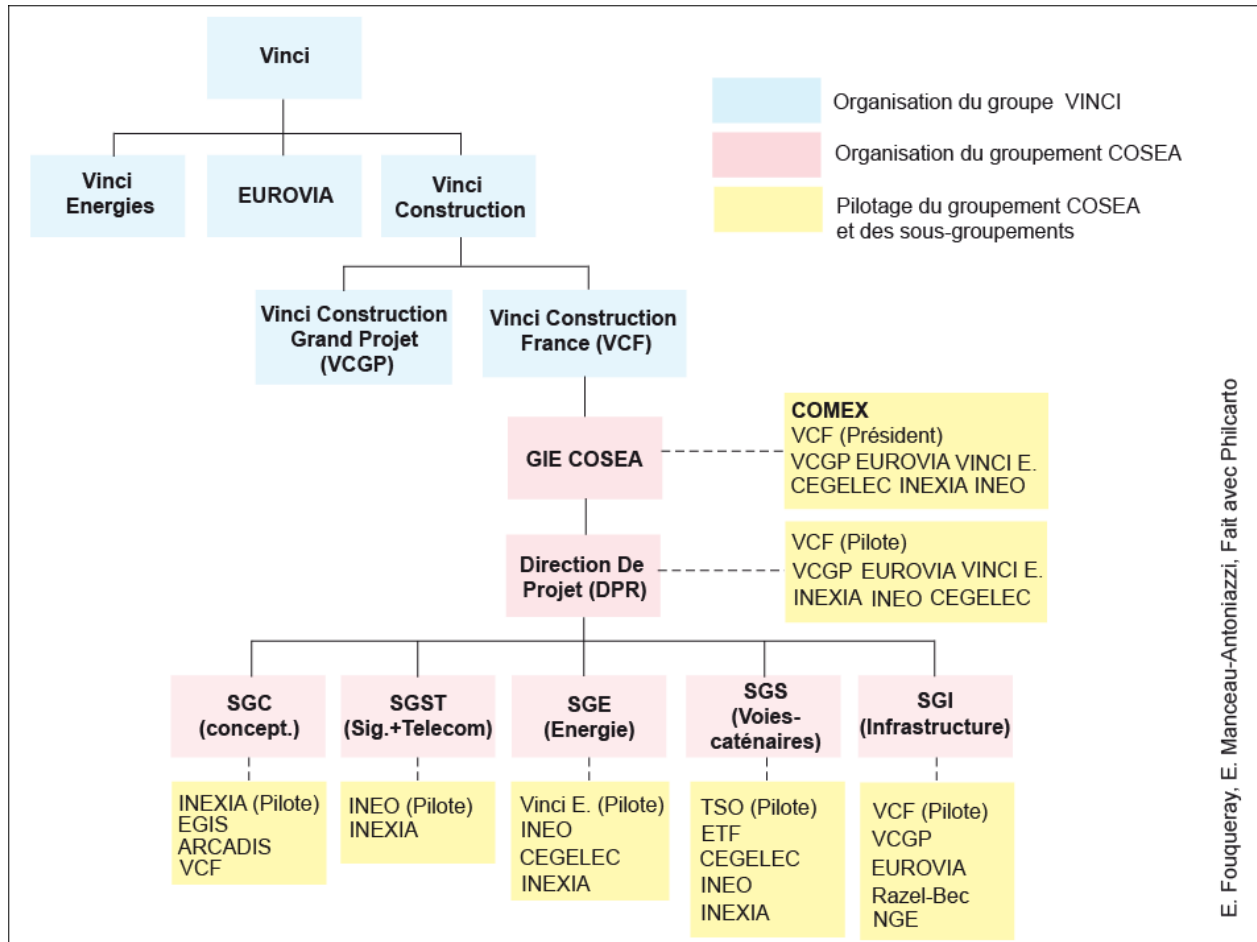 Vinci
Organisation du groupe VINCI
Organisation du groupement COSEA
Pilotage du groupement COSEA
et des sous-groupements
Vinci
Energies
EUROVIA
Vinci
Construction
Vinci Construction
Grand Projet
(VCGP)
Vinci Construction
France (VCF)
GIE COSEA
COMEX
VCF (Président)
VCGP EUROVIA VINCI E.
CEGELEC INEXIA INEO
Direction De
Projet (DPR)
VCF (Pilote)
VCGP EUROVIA VINCI E.
INEXIA INEO CEGELEC
SGC
(concept.)
SGST
(Sig.+Telecom)
SGE
(Energie)
SGS
(Voies-
caténaires)
SGI
(Infrastructure)
INEXIA (Pilote)
EGIS
ARCADIS
VCF
INEO (Pilote)
INEXIA
Vinci E. (Pilote)
INEO
CEGELEC
INEXIA
TSO (Pilote)
ETF
CEGELEC
INEO
INEXIA
VCF (Pilote)
VCGP
EUROVIA
Razel-Bec
NGE
E. Fouqueray, E. Manceau-Antoniazzi, Fait avec Philcarto